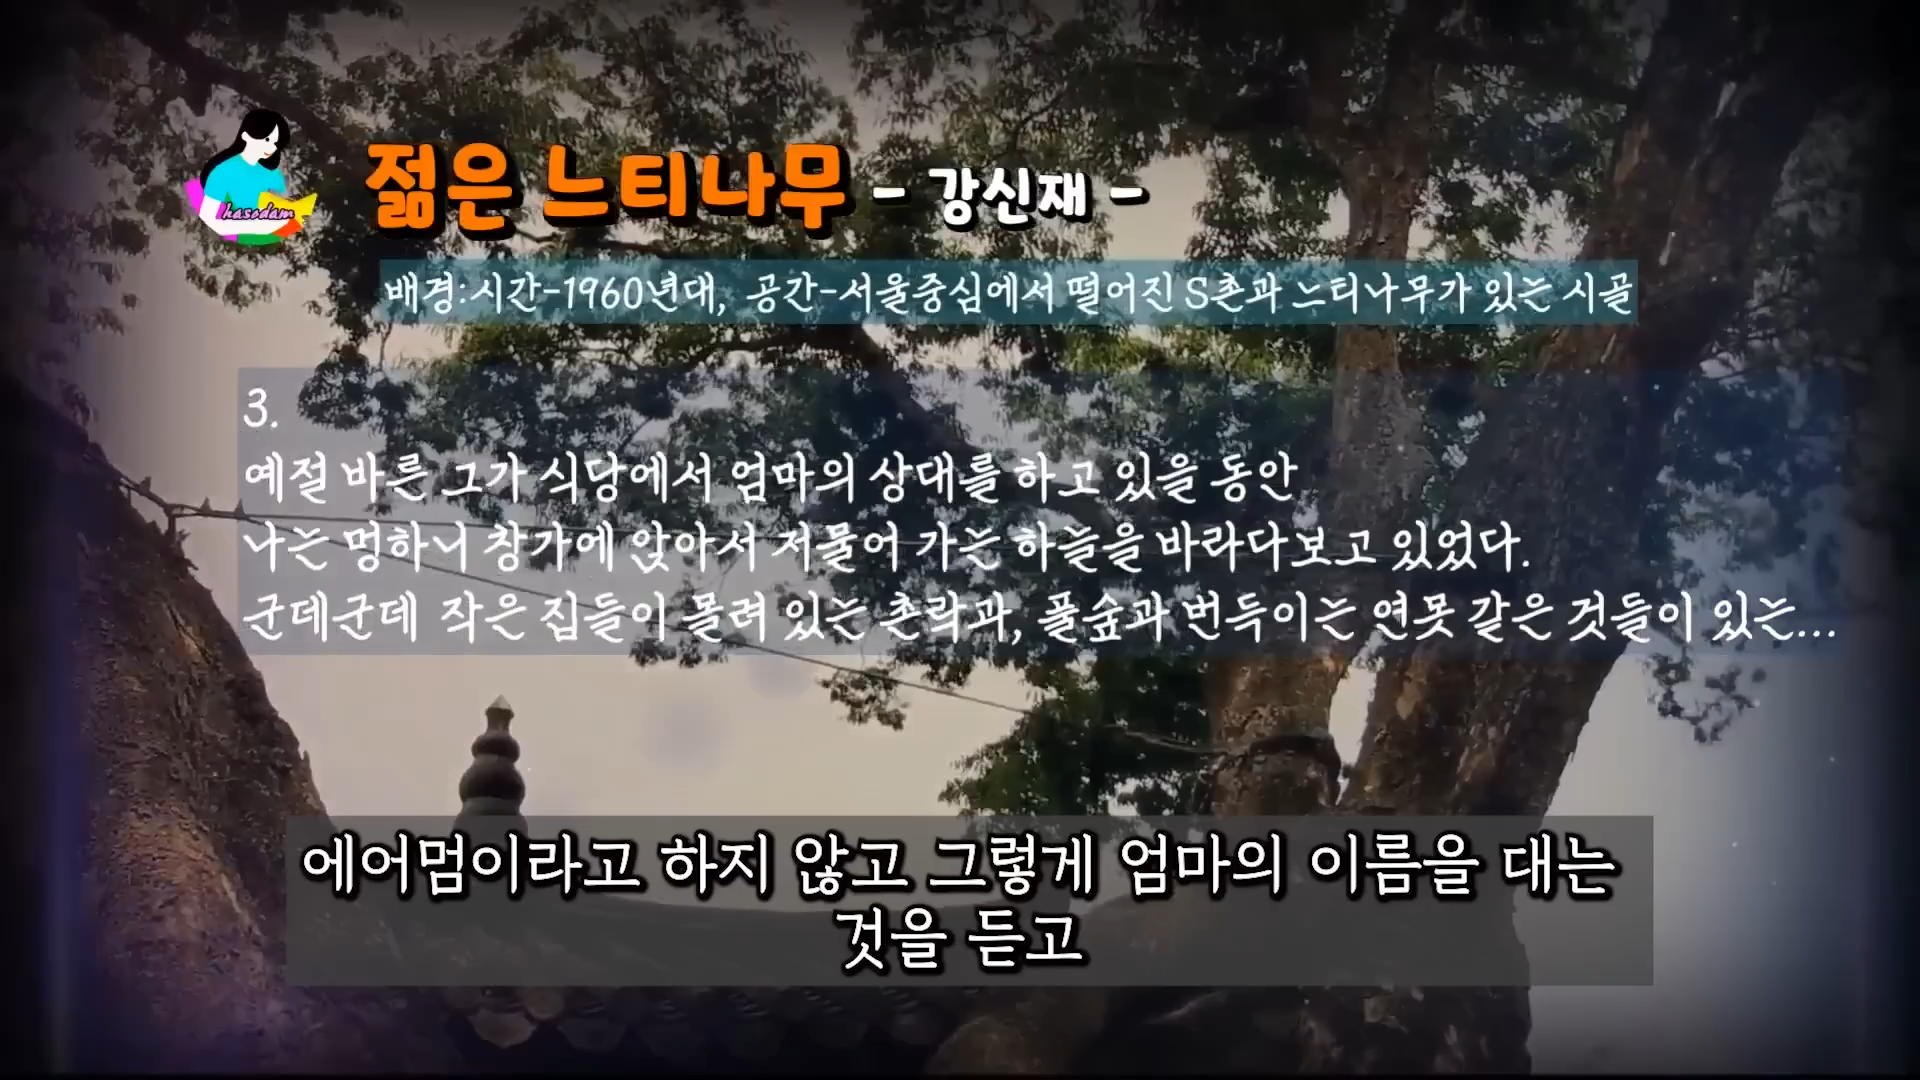 hasodam
젊은 느티나무 - 강신재 -
배경:시간-1960년대, 공간-서울중심에서 떨어진 S촌과 느티나무가 있는 시골
3.
예절 바른 그가 식당에서 엄마의 상대를 하고 있을 동안
나는 멍하니 창가에 앉아서 저물어 가는 하늘을 바라다보고 있었다.
군데군데 작은 집들이 몰려 있는 촌락과, 풀숲과 번득이는 연못 같은 것들이 있는...
에어멈이라고 하지 않고 그렇게 엄마의 이름을 대는
것을 듣고